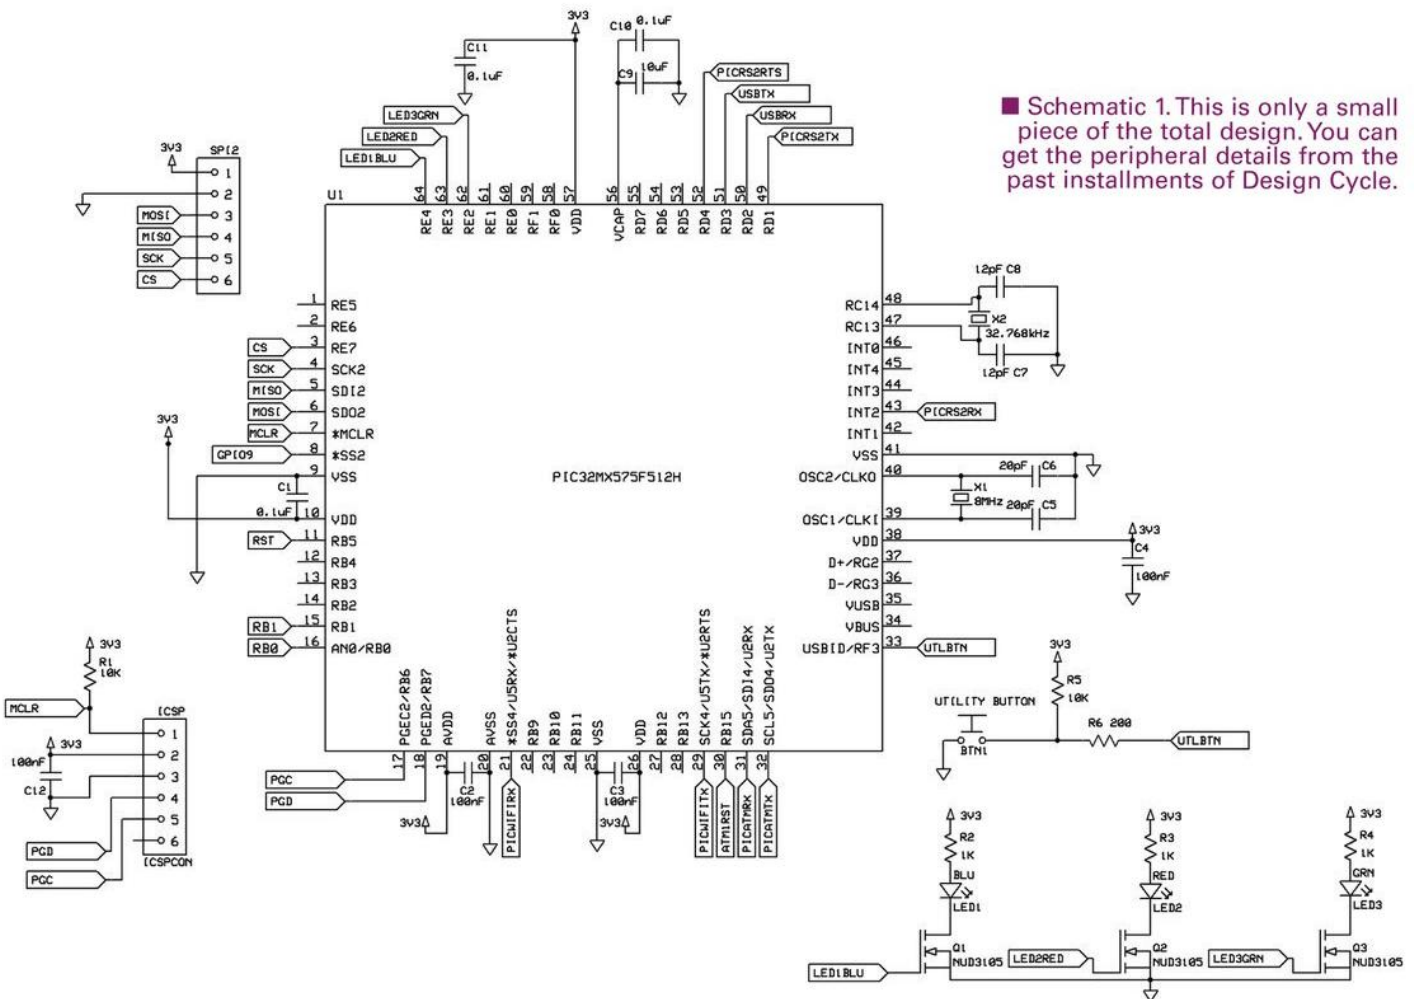 ■ Schematic 1. This is only a small
piece of the total design. You can
get the peripheral details from the
past installments of Design Cycle.
3V3
C11
0.1uF
C10 0.1uF
C9 10uF
PICRS2RTS
USBTX
USBRX
PICRS2TX
LED3GRN
LED2RED
LED1BLU
3V3
SPI2
1
2
MOSI 3
MISO 4
SCK 5
CS 6
U1
64 63 62 61 60 59 58 57 56 55 54 53 52 51 50 49
RE4 RE3 RE2 RE1 RE0 RF1 RF0 VDD VCAP RD7 RD6 RD5 RD4 RD3 RD2 RD1
1 RE5
2 RE6
CS 3 RE7
SCK 4 SCK2
MISO 5 SDI2
MOSI 6 SDO2
MCLR 7 *MCLR
GPIO9 8 *SS2
9 VSS
3V3
C1
0.1uF
10 VDD
RST 11 RB5
12 RB4
13 RB3
14 RB2
RB1 15 RB1
RB0 16 AN0/RB0
PIC32MX575F512H
RC14 48
RC13 47
INT0 46
INT4 45
INT3 44
INT2 43 PICRS2RX
INT1 42
VSS 41
OSC2/CLKO 40
OSC1/CLKI 39
VDD 38
D+/RG2 37
D-/RG3 36
VUSB 35
VBUS 34
USBID/RF3 33 UTLBTN
12pF C8
X2
32.768kHz
12pF C7
20pF C6
X1
8MHz
20pF C5
3V3
C4
100nF
PGEC2/RB6 PGED2/RB7 AVDD AVSS *SS4/U5RX/*U2CTS RB9 RB10 RB11 VSS VDD RB12 RB13 SCK4/U5TX/*U2RTS RB15 SDA5/SDI4/U2RX SCL5/SDO4/U2TX
17 18 19 20 21 22 23 24 25 26 27 28 29 30 31 32
PGC
PGD
C2
100nF
3V3
PICWIFIRX
C3
100nF
3V3
PICWIFITX
ATM1RST
PICATMRX
PICATMTX
3V3
R1
10K
MCLR
ICSP
1
2
3
4
5
6
ICSPCON
3V3
100nF
C12
PGD
PGC
3V3
R5
10K
UTILITY BUTTON
BTN1
R6 200
UTLBTN
3V3
R2
1K
BLU
LED1
Q1
NUD3105
LED1BLU
3V3
R3
1K
RED
LED2
Q2
NUD3105
LED2RED
3V3
R4
1K
GRN
LED3
Q3
NUD3105
LED3GRN